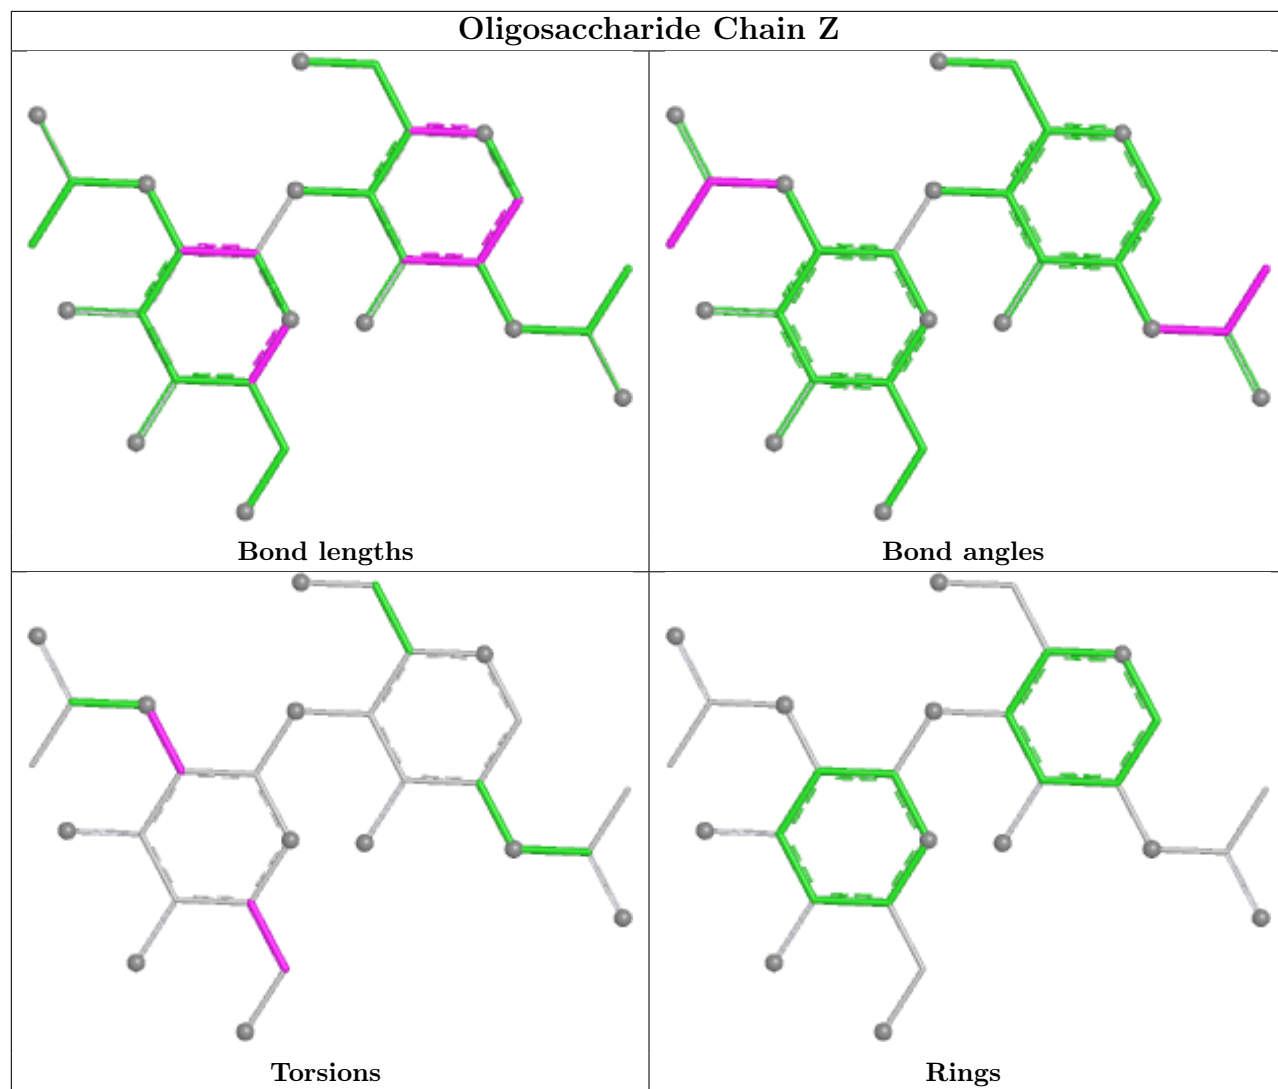 Oligosaccharide Chain Z
Bond lengths
Bond angles
Torsions
Rings